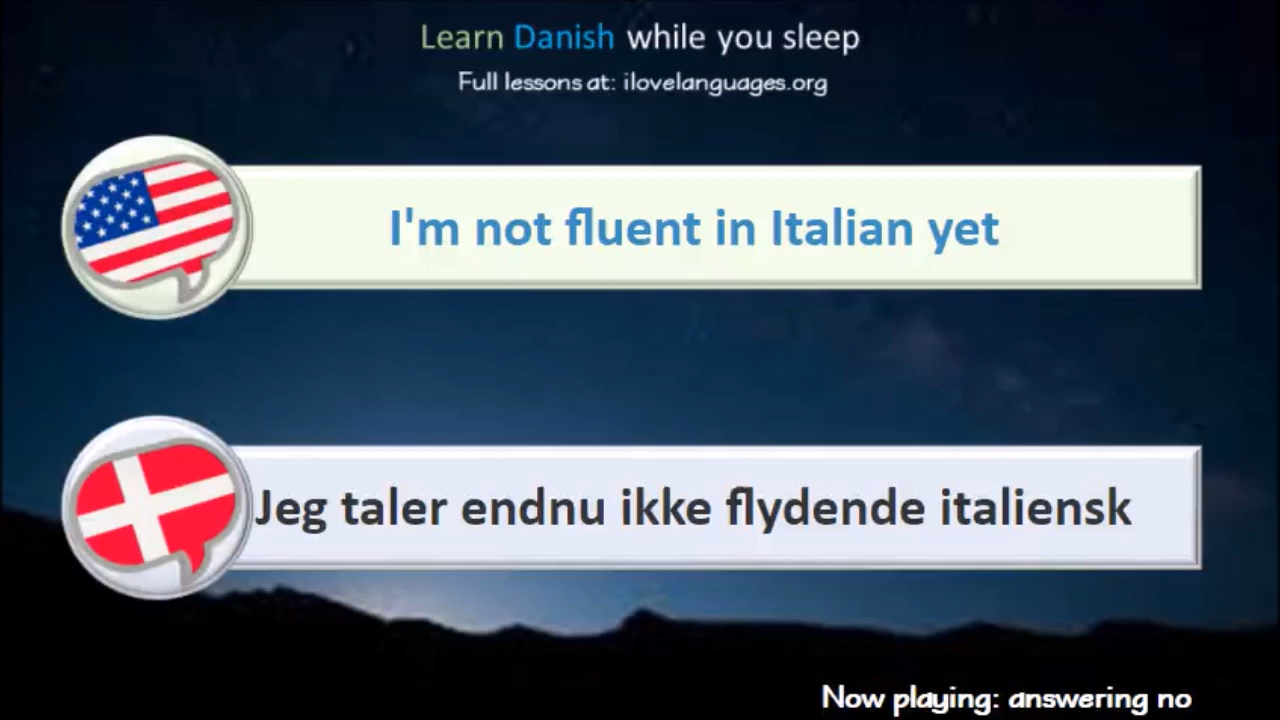 Learn Danish while you sleep
Full lessons at: ilovelanguages.org
I'm not fluent in Italian yet
Jeg taler endnu ikke flydende italiensk
Now playing: answering no